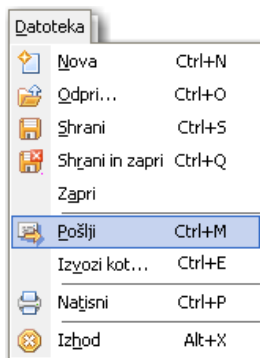 Datoteka
Nova Ctrl+N
Odpri... Ctrl+O
Shrani Ctrl+S
Shrani in zapri Ctrl+Q
Zapri
Pošlji Ctrl+M
Izvozi kot... Ctrl+E
Natisni Ctrl+P
Izhod Alt+X